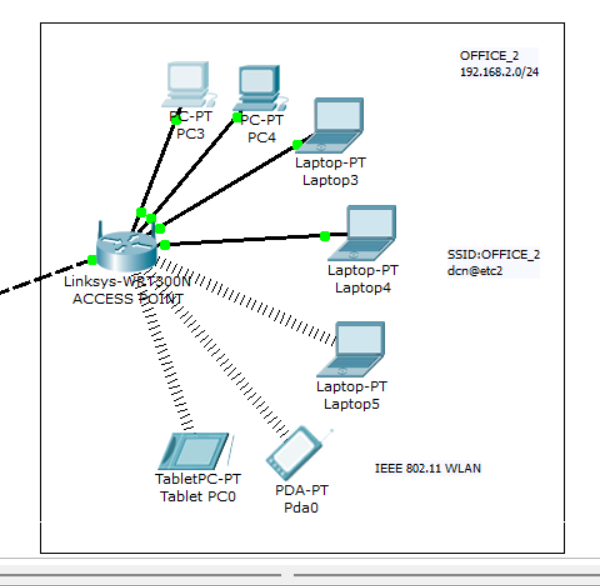 OFFICE_2
192.168.2.0/24
PC-PT
PC3
PC-PT
PC4
Laptop-PT
Laptop3
Linksys-WRT300N
ACCESS POINT
Laptop-PT
Laptop4
SSID:OFFICE_2
dcn@etc2
Laptop-PT
Laptop5
TabletPC-PT
Tablet PC0
PDA-PT
Pda0
IEEE 802.11 WLAN